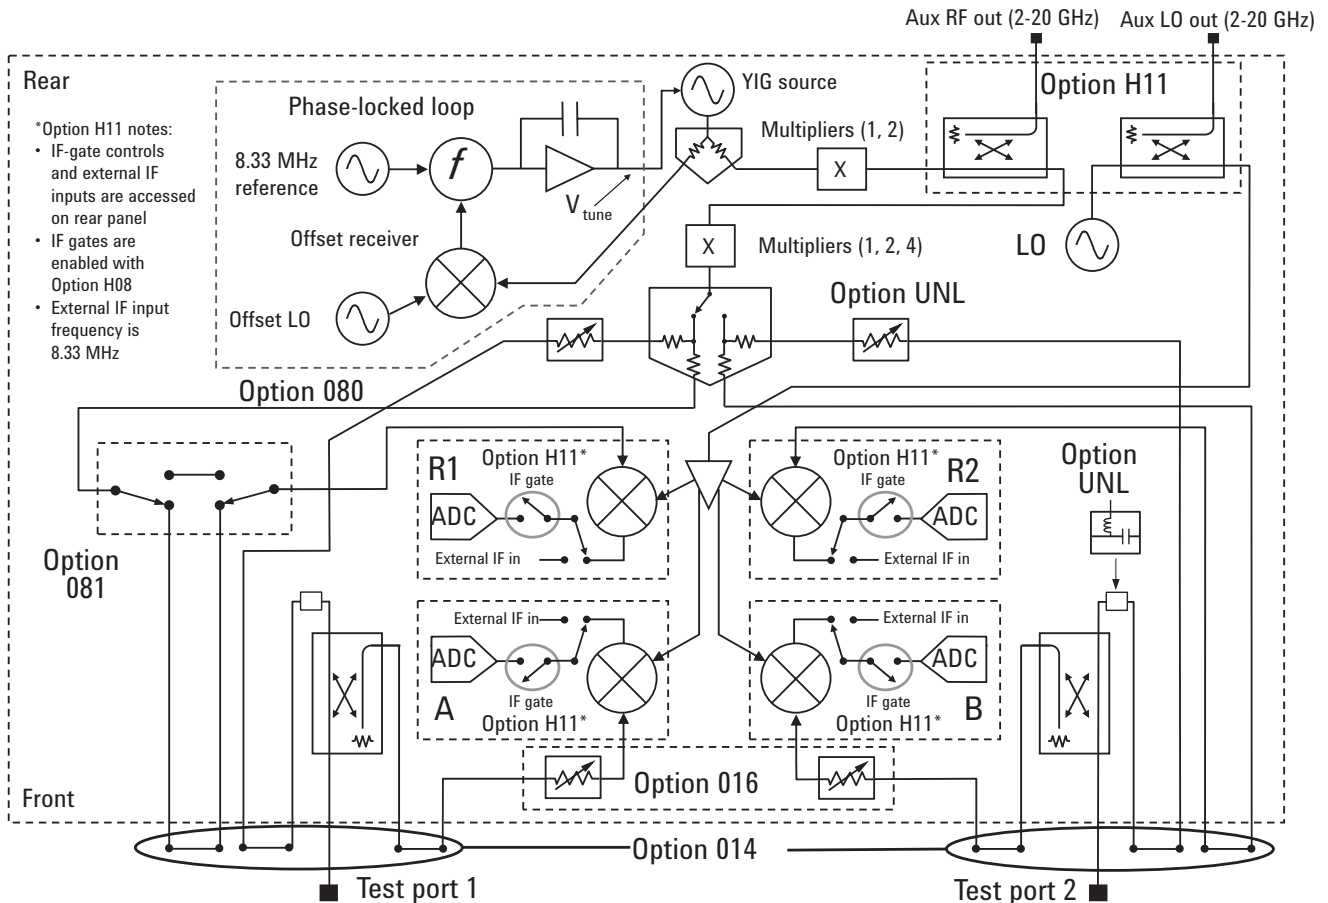 Aux RF out (2-20 GHz)
Aux LO out (2-20 GHz)
Rear
Option H11
YIG source
Phase-locked loop
*Option H11 notes:
• IF-gate controls
and external IF
inputs are accessed
on rear panel
• IF gates are
enabled with
Option H08
• External IF input
frequency is
8.33 MHz
8.33 MHz
reference
f
V tune
Multipliers (1, 2)
X
Offset receiver
X
Multipliers (1, 2, 4)
LO
Offset LO
Option UNL
Option 080
R1
Option H11*
IF gate
ADC
External IF in
Option H11*
R2
IF gate
ADC
External IF in
Option
UNL
Option
081
External IF in
ADC
IF gate
A
Option H11*
External IF in
ADC
IF gate
Option H11*
B
Option 016
Front
Option 014
Test port 1
Test port 2